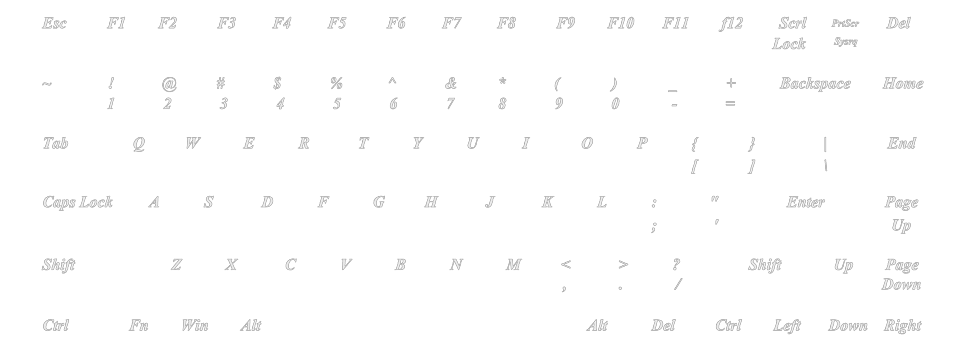 Esc F1 F2 F3 F4 F5 F6 F7 F8 F9 F10 F11 f12 Scrl PrtScr Del
Lock Sysrq
~ ! @ # $ % ^ & * ( ) _ + Backspace Home
1 2 3 4 5 6 7 8 9 0 - =
Tab Q W E R T Y U I O P { } | End
[ ] \
Caps Lock A S D F G H J K L : " Enter Page
; ' Up
Shift Z X C V B N M < > ? Shift Up Page
, . / Down
Ctrl Fn Win Alt Alt Del Ctrl Left Down Right